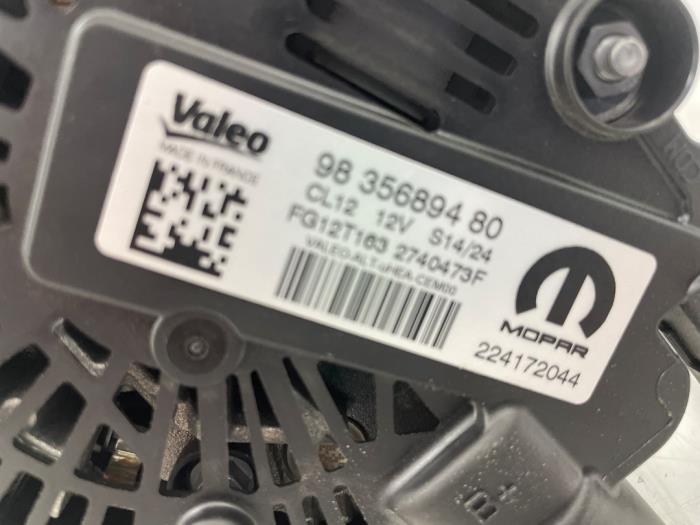 Valeo
MADE IN FRANCE
98 356894 80
CL12 12V S14/24
FG12T163 2740473F
VALEO-ALT-uHEA-CEM00
MOPAR
224172044
B+